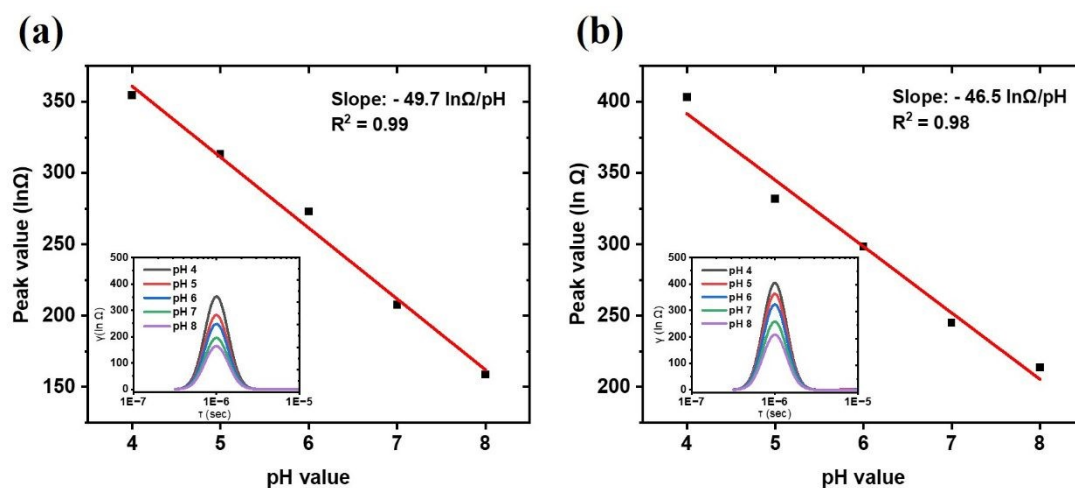 (a)
Slope: - 49.7 lnΩ/pH
R² = 0.99
Peak value (lnΩ)
350
300
250
200
150
4 5 6 7 8
pH value
pH 4
pH 5
pH 6
pH 7
pH 8
γ(ln Ω)
500
400
300
200
100
0
1E-7 1E-6 1E-5
τ (sec)
(b)
Slope: - 46.5 lnΩ/pH
R² = 0.98
Peak value (ln Ω)
400
350
300
250
200
4 5 6 7 8
pH value
pH 4
pH 5
pH 6
pH 7
pH 8
γ(ln Ω)
500
400
300
200
100
0
1E-7 1E-6 1E-5
τ (sec)